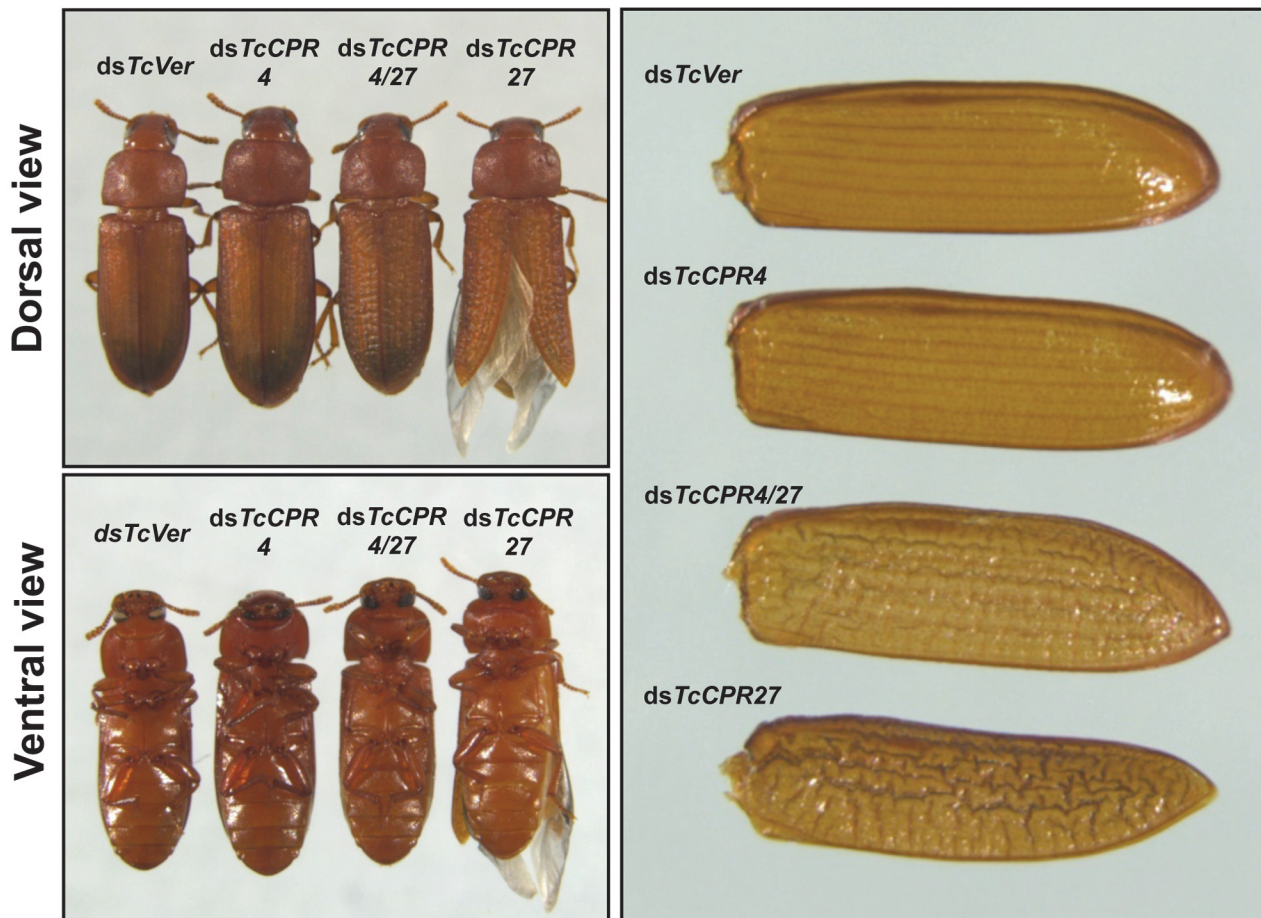 Dorsal view
dsTcVer
dsTcCPR
4
dsTcCPR
4/27
dsTcCPR
27
Ventral view
dsTcVer
dsTcCPR
4
dsTcCPR
4/27
dsTcCPR
27
dsTcVer
dsTcCPR4
dsTcCPR4/27
dsTcCPR27